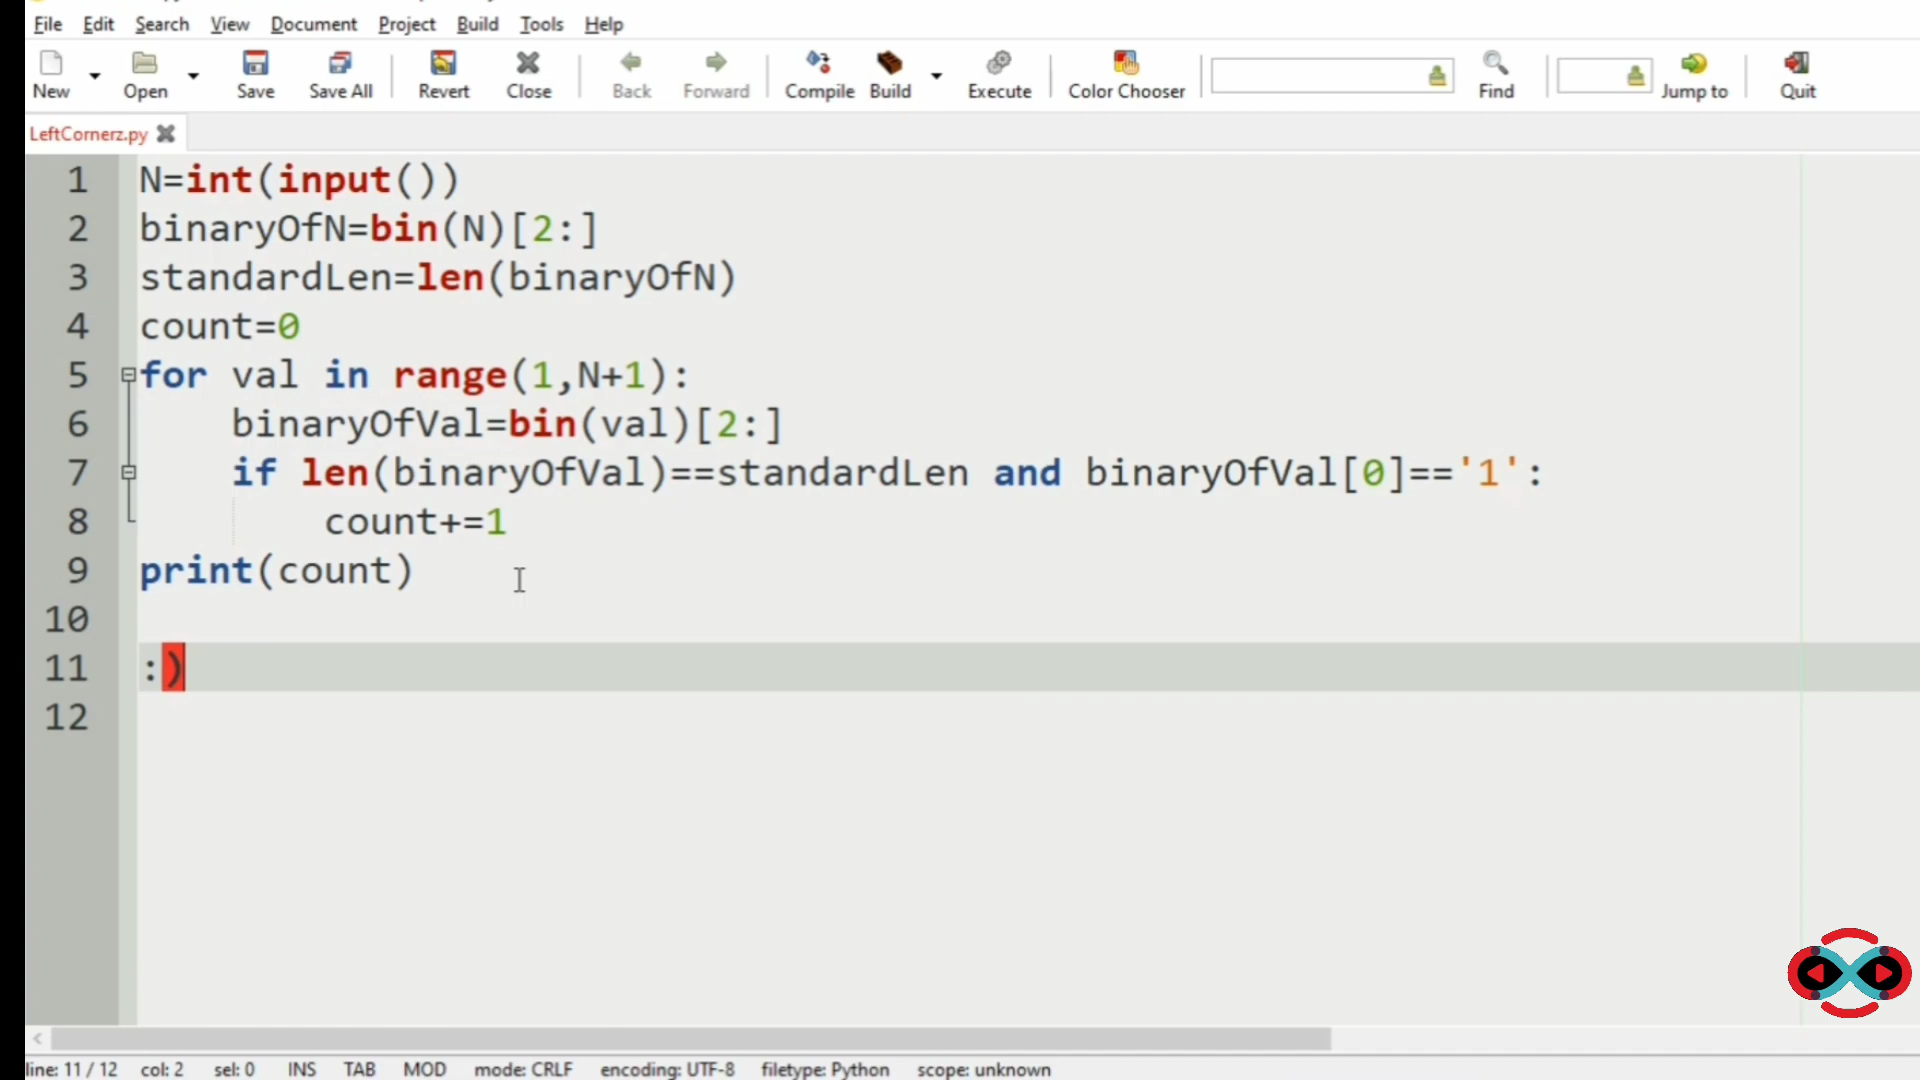 File Edit Search View Document Project Build Tools Help
New Open Save Save All Revert Close Back Forward Compile Build Execute Color Chooser Find Jump to Quit
LeftCornerz.py
1 N=int(input())
2 binaryOfN=bin(N)[2:]
3 standardLen=len(binaryOfN)
4 count=0
5 for val in range(1,N+1):
6     binaryOfVal=bin(val)[2:]
7     if len(binaryOfVal)==standardLen and binaryOfVal[0]=='1':
8         count+=1
9 print(count)
10
11 :)
12
line: 11 / 12 col: 2 sel: 0 INS TAB MOD mode: CRLF encoding: UTF-8 filetype: Python scope: unknown